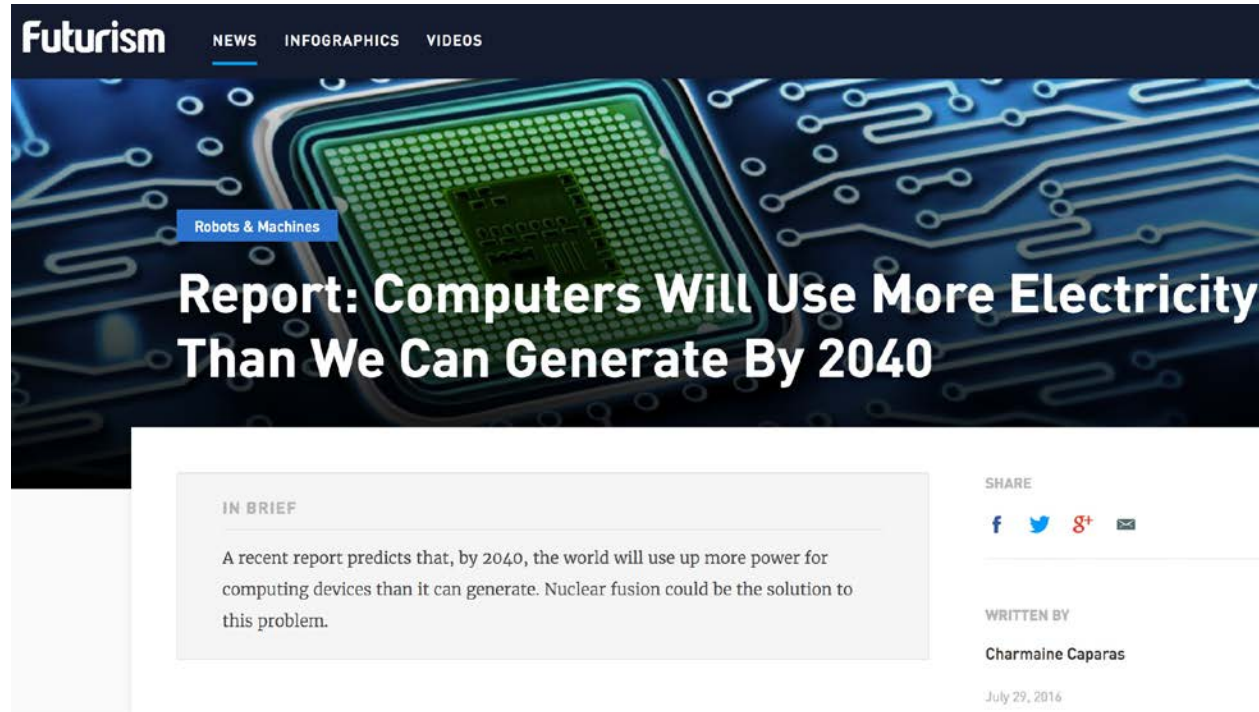 Futurism NEWS INFOGRAPHICS VIDEOS
Robots & Machines
Report: Computers Will Use More Electricity
Than We Can Generate By 2040
IN BRIEF
A recent report predicts that, by 2040, the world will use up more power for
computing devices than it can generate. Nuclear fusion could be the solution to
this problem.
SHARE
f 8+
WRITTEN BY
Charmaine Caparas
July 29, 2016